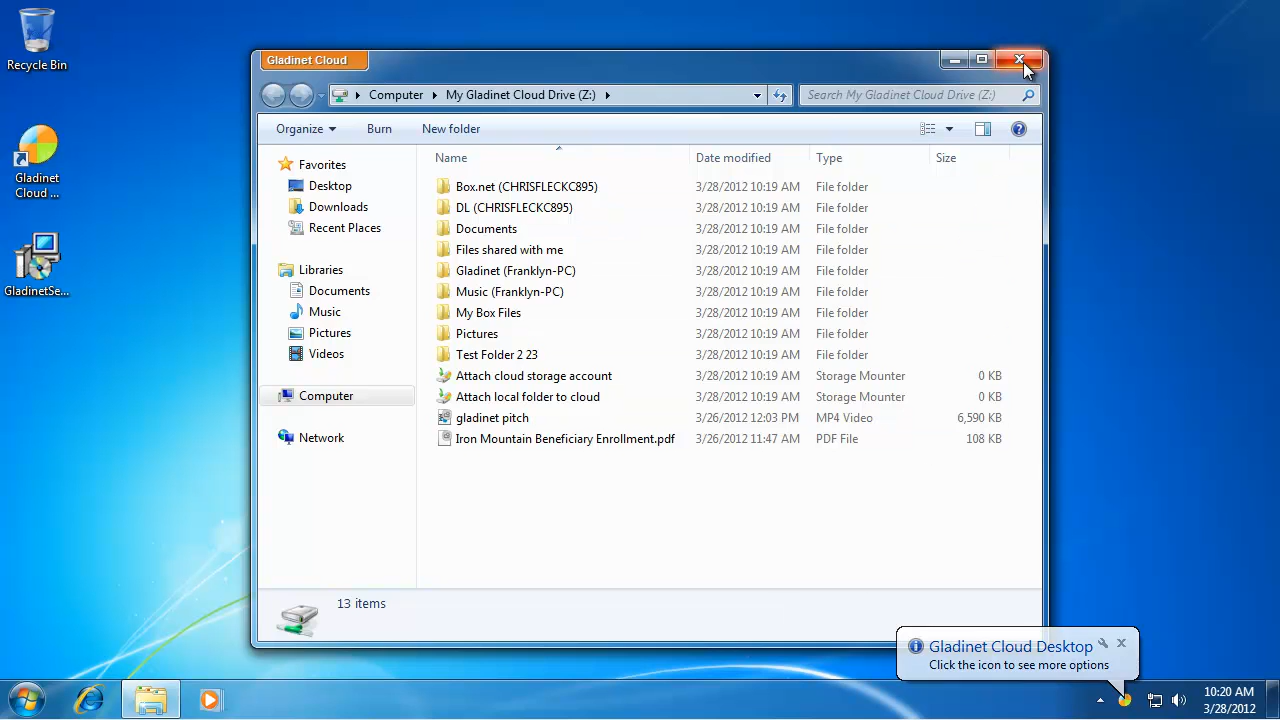 Recycle Bin
Gladinet
Cloud ...
GladinetSe...
Gladinet Cloud
Computer
My Gladinet Cloud Drive (Z:)
Search My Gladinet Cloud Drive (Z:)
Organize Burn New folder
Favorites
Desktop
Downloads
Recent Places
Libraries
Documents
Music
Pictures
Videos
Computer
Network
Name Date modified Type Size
Box.net (CHRISFLECKC895) 3/28/2012 10:19 AM File folder
DL (CHRISFLECKC895) 3/28/2012 10:19 AM File folder
Documents 3/28/2012 10:19 AM File folder
Files shared with me 3/28/2012 10:19 AM File folder
Gladinet (Franklyn-PC) 3/28/2012 10:19 AM File folder
Music (Franklyn-PC) 3/28/2012 10:19 AM File folder
My Box Files 3/28/2012 10:19 AM File folder
Pictures 3/28/2012 10:19 AM File folder
Test Folder 2 23 3/28/2012 10:19 AM File folder
Attach cloud storage account 3/28/2012 10:19 AM Storage Mounter 0 KB
Attach local folder to cloud 3/28/2012 10:19 AM Storage Mounter 0 KB
gladinet pitch 3/26/2012 12:03 PM MP4 Video 6,590 KB
Iron Mountain Beneficiary Enrollment.pdf 3/26/2012 11:47 AM PDF File 108 KB
13 items
Gladinet Cloud Desktop
Click the icon to see more options
10:20 AM
3/28/2012